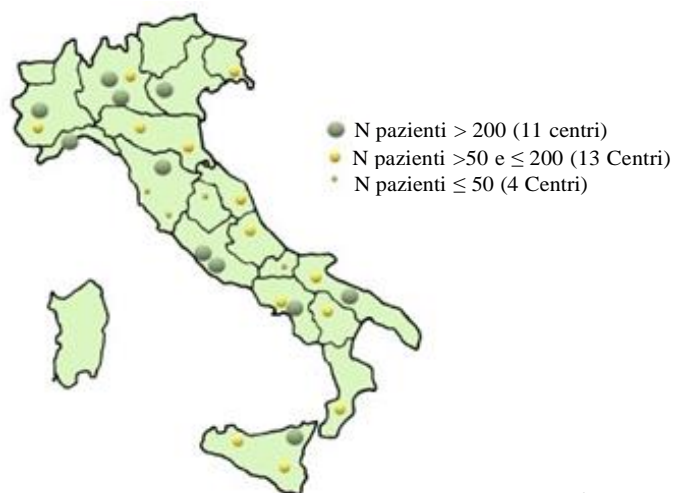 N pazienti > 200 (11 centri)
N pazienti >50 e ≤ 200 (13 Centri)
N pazienti ≤ 50 (4 Centri)